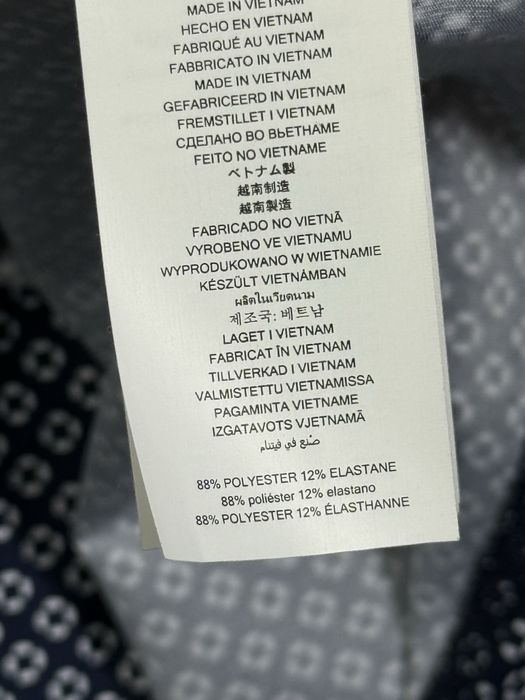 MADE IN VIETNAM
HECHO EN VIETNAM
FABRIQUÉ AU VIETNAM
FABBRICATO IN VIETNAM
MADE IN VIETNAM
GEFABRICEERD IN VIETNAM
FREMSTILLET I VIETNAM
СДЕЛАНО ВО ВЬЕТНАМЕ
FEITO NO VIETNAME
ベトナム製
越南制造
越南製造
FABRICADO NO VIETNÃ
VYROBENO VE VIETNAMU
WYPRODUKOWANO W WIETNAMIE
KÉSZÜLT VIETNÁMBAN
ผลิตในเวียดนาม
제조국: 베트남
LAGET I VIETNAM
FABRICAT ÎN VIETNAM
TILLVERKAD I VIETNAM
VALMISTETTU VIETNAMISSA
PAGAMINTA VIETNAME
IZGATAVOTS VJETNAMĀ
صُنع في فيتنام
88% POLYESTER 12% ELASTANE
88% poliéster 12% elastano
88% POLYESTER 12% ÉLASTHANNE